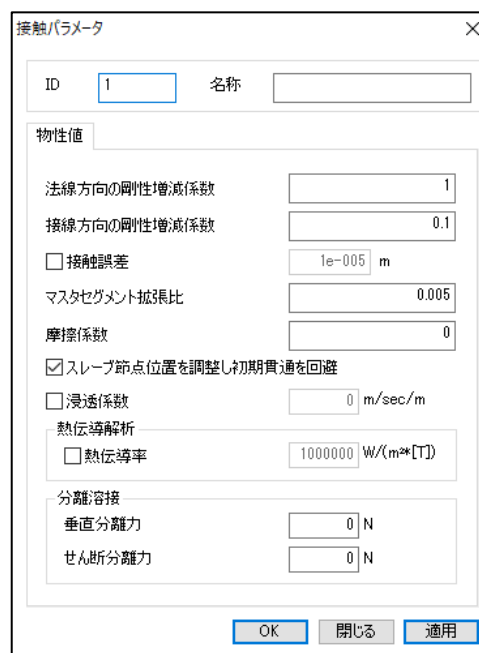 接触パラメータ
ID 1 名称
物性値
法線方向の剛性増減係数 1
接線方向の剛性増減係数 0.1
接触誤差 1e-005 m
マスタセグメント拡張比 0.005
摩擦係数 0
スレーブ節点位置を調整し初期貫通を回避
浸透係数 0 m/sec/m
熱伝導解析
熱伝導率 1000000 W/(m²*[T])
分離溶接
垂直分離力 0 N
せん断分離力 0 N
OK 閉じる 適用